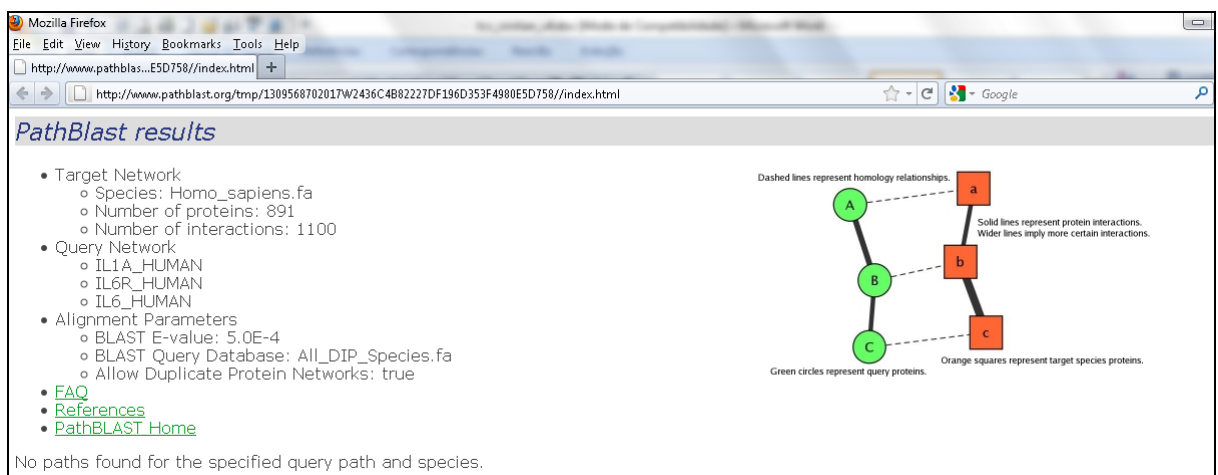 Mozilla Firefox
File Edit View History Bookmarks Tools Help
http://www.pathblas...E5D758//index.html +
http://www.pathblast.org/tmp/1309568702017W2436C4B82227DF196D353F4980E5D758//index.html
Google
PathBlast results
Target Network
Species: Homo_sapiens.fa
Number of proteins: 891
Number of interactions: 1100
Query Network
IL1A_HUMAN
IL6R_HUMAN
IL6_HUMAN
Alignment Parameters
BLAST E-value: 5.0E-4
BLAST Query Database: All_DIP_Species.fa
Allow Duplicate Protein Networks: true
FAQ
References
PathBLAST Home
No paths found for the specified query path and species.
Dashed lines represent homology relationships.
A
a
Solid lines represent protein interactions.
Wider lines imply more certain interactions.
B
b
C
c
Green circles represent query proteins.
Orange squares represent target species proteins.